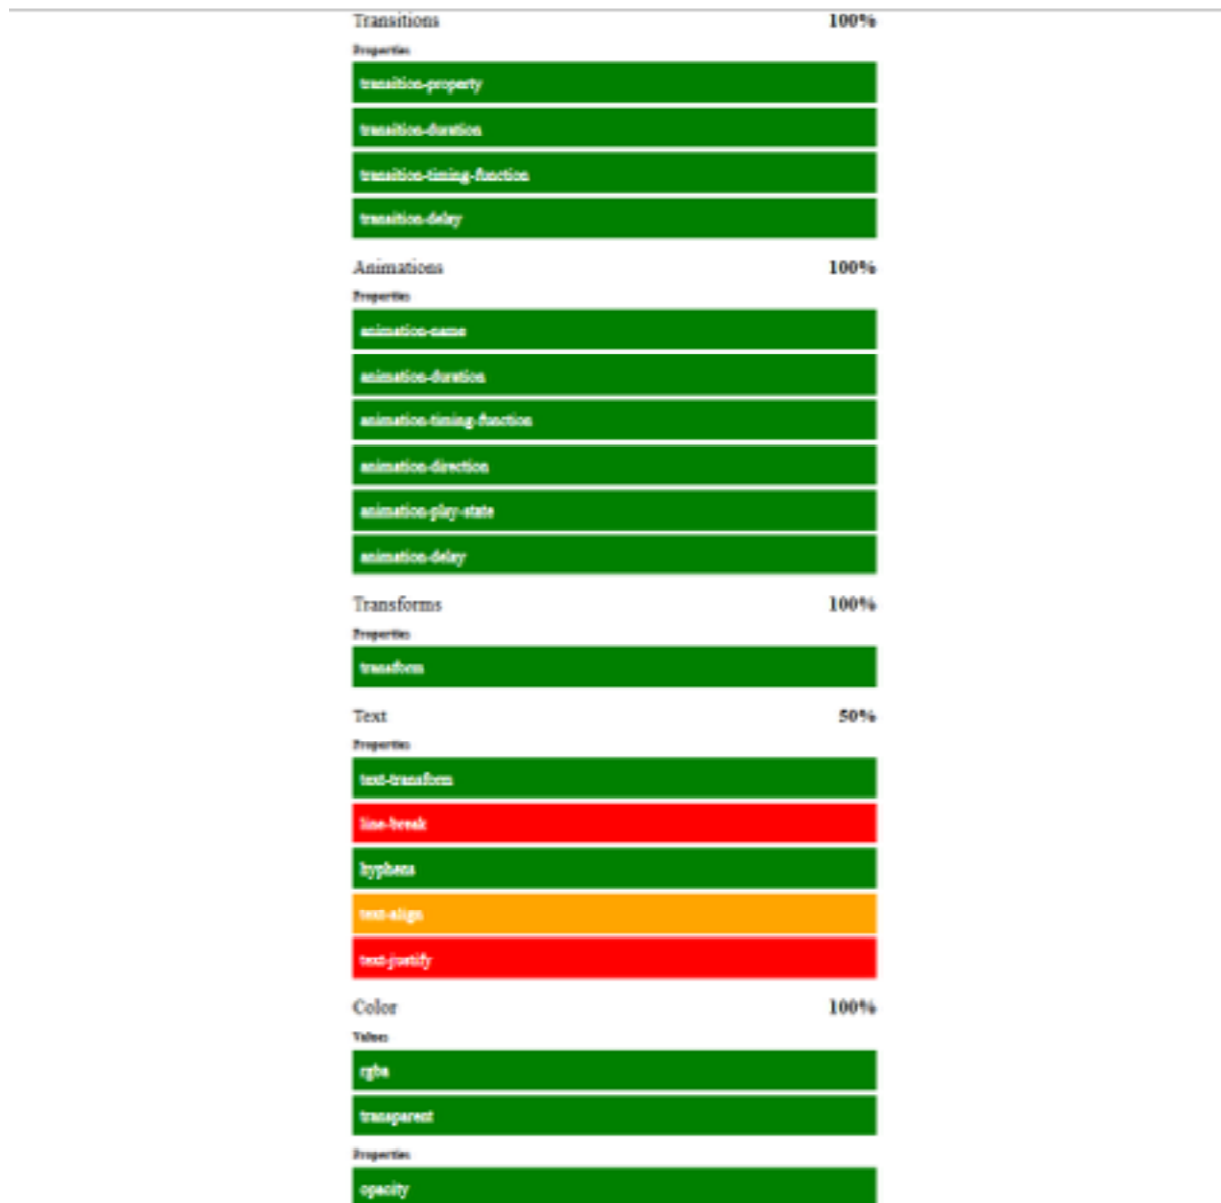 Transitions 100%
Properties
transition-property
transition-duration
transition-timing-function
transition-delay
Animations 100%
Properties
animation-name
animation-duration
animation-timing-function
animation-direction
animation-play-state
animation-delay
Transforms 100%
Properties
transform
Text 50%
Properties
text-transform
line-break
hyphens
text-align
text-justify
Color 100%
Values
rgba
transparent
Properties
opacity